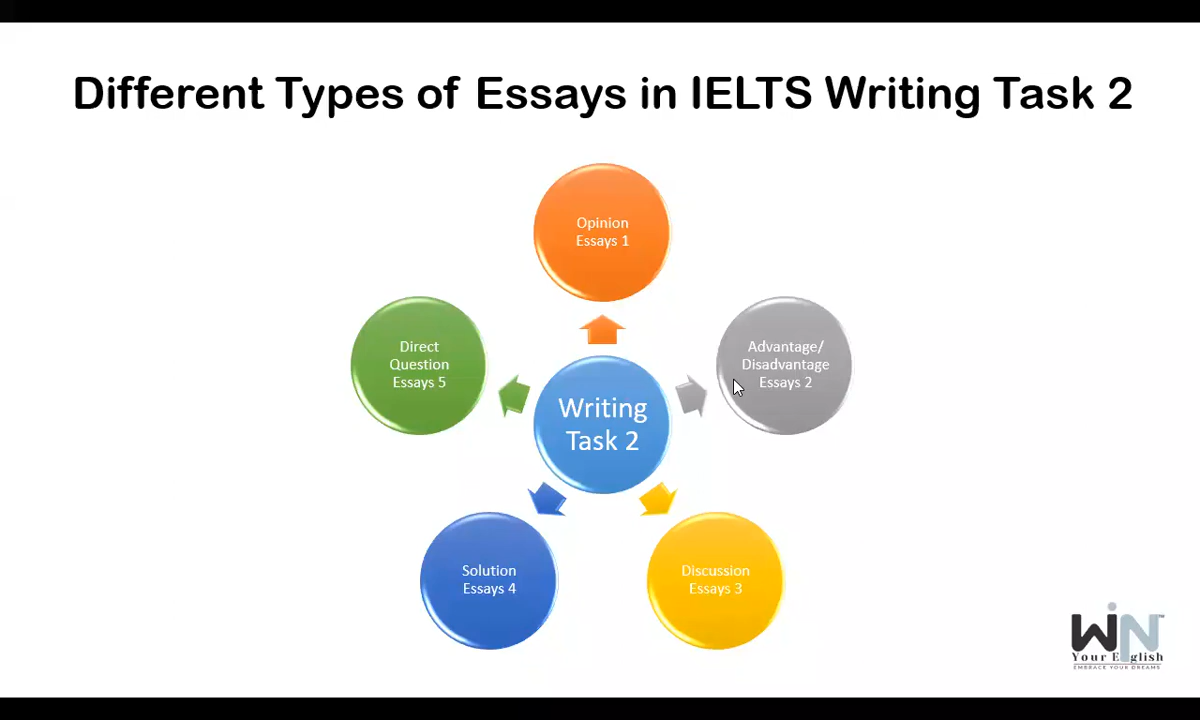 Different Types of Essays in IELTS Writing Task 2
Opinion
Essays 1
Advantage/
Disadvantage
Essays 2
Discussion
Essays 3
Solution
Essays 4
Direct
Question
Essays 5
Writing
Task 2
WiN™
Your English
EMBRACE YOUR DREAMS